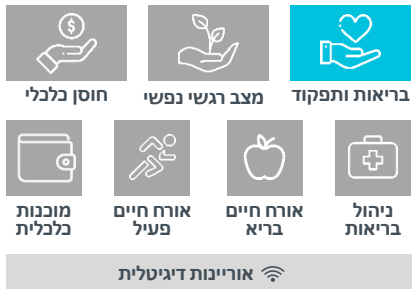 בריאות ותפקוד
מצב רגשי נפשי
חוסן כלכלי
ניהול בריאות
אורח חיים בריא
אורח חיים פעיל
מוכנות כלכלית
אוריינות דיגיטלית